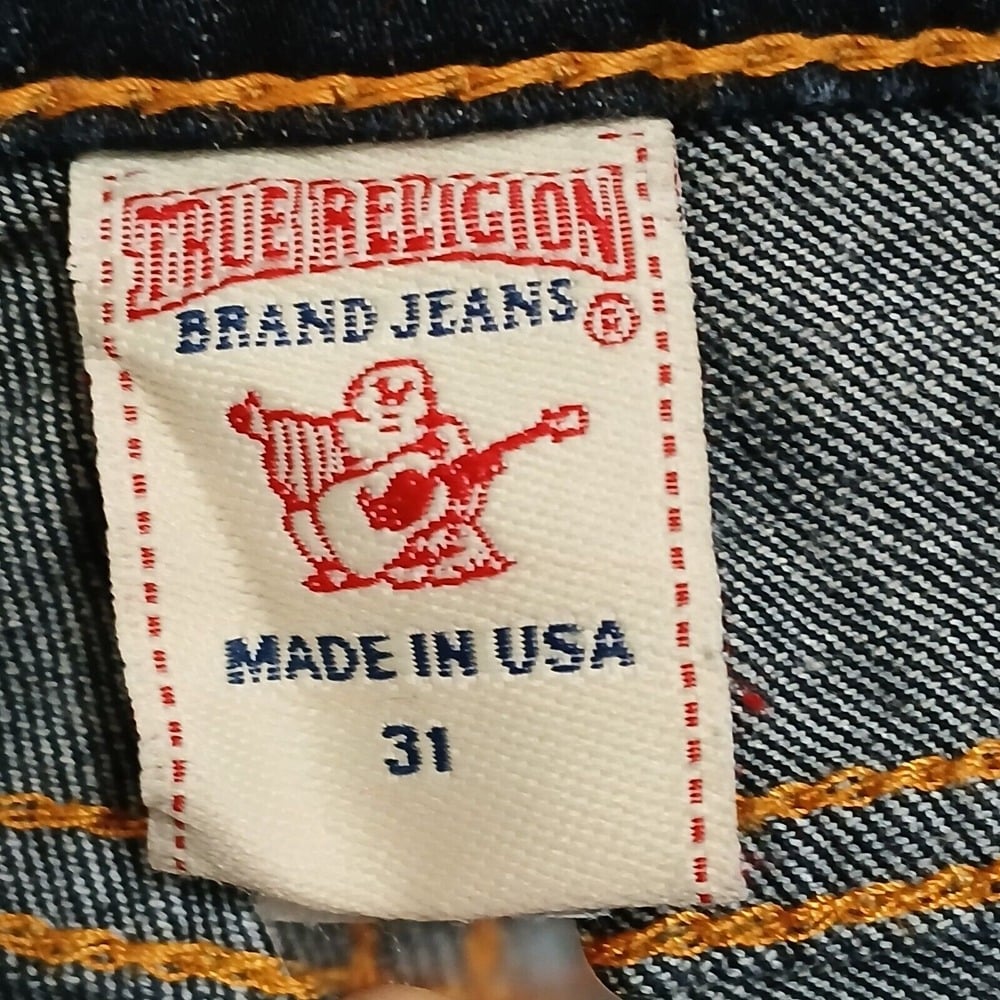 TRUE RELIGION
BRAND JEANS®
MADE IN USA
31